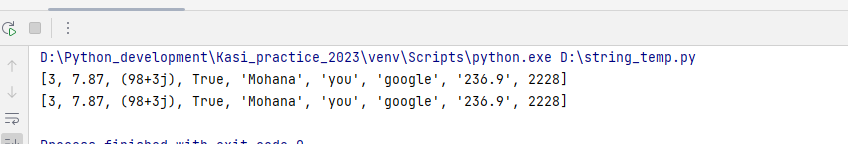 D:\Python_development\Kasi_practice_2023\venv\Scripts\python.exe D:\string_temp.py
[3, 7.87, (98+3j), True, 'Mohana', 'you', 'google', '236.9', 2228]
[3, 7.87, (98+3j), True, 'Mohana', 'you', 'google', '236.9', 2228]
Process finished with exit code 0